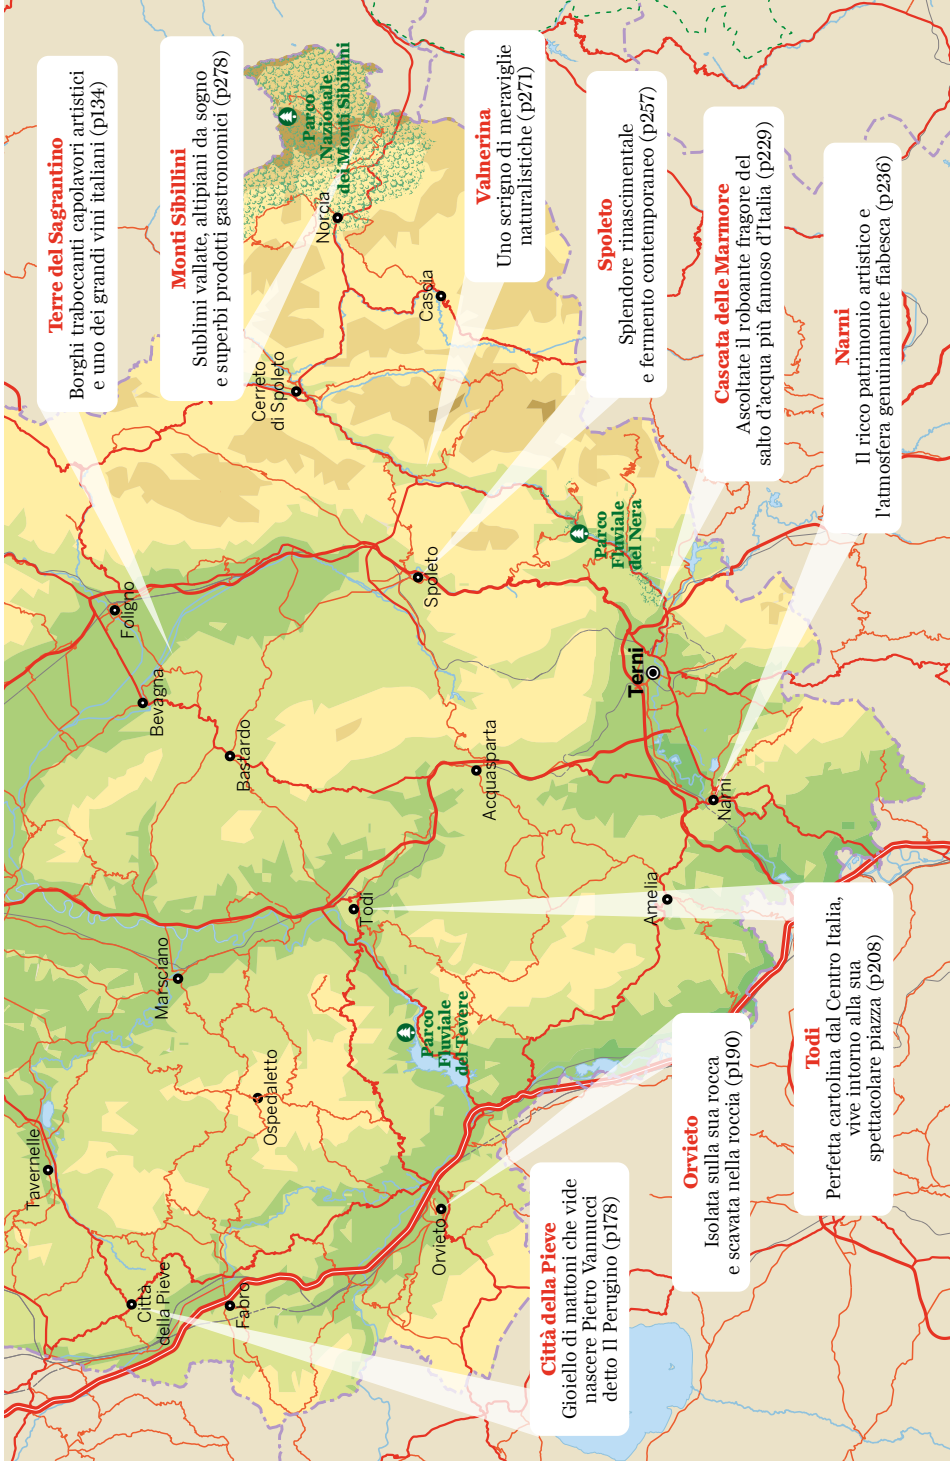 Terre del Sagrantino
Borghi traboccanti capolavori artistici
e uno dei grandi vini italiani (p134)
Monti Sibillini
Sublimi vallate, altipiani da sogno
e superbi prodotti gastronomici (p278)
Valnerina
Uno scrigno di meraviglie
naturalistiche (p271)
Spoleto
Splendore rinascimentale
e fermento contemporaneo (p257)
Cascata delle Marmore
Ascoltate il roboante fragore del
salto d'acqua più famoso d'Italia (p229)
Narni
Il ricco patrimonio artistico e
l'atmosfera genuinamente fiabesca (p236)
Todi
Perfetta cartolina dal Centro Italia,
vive intorno alla sua
spettacolare piazza (p208)
Orvieto
Isolata sulla sua rocca
e scavata nella roccia (p190)
Città della Pieve
Gioiello di mattoni che vide
nascere Pietro Vannucci
detto Il Perugino (p178)
Parco
Nazionale
dei Monti Sibillini
Norcia
Cascia
Cerreto
di Spoleto
Parco
Fluviale
del Nera
Spoleto
Foligno
Bevagna
Bastardo
Terni
Acquasparta
Narni
Amelia
Todi
Marsciano
Parco
Fluviale
del Tevere
Ospedaletto
Tavernelle
Orvieto
Città
della Pieve
Fabro